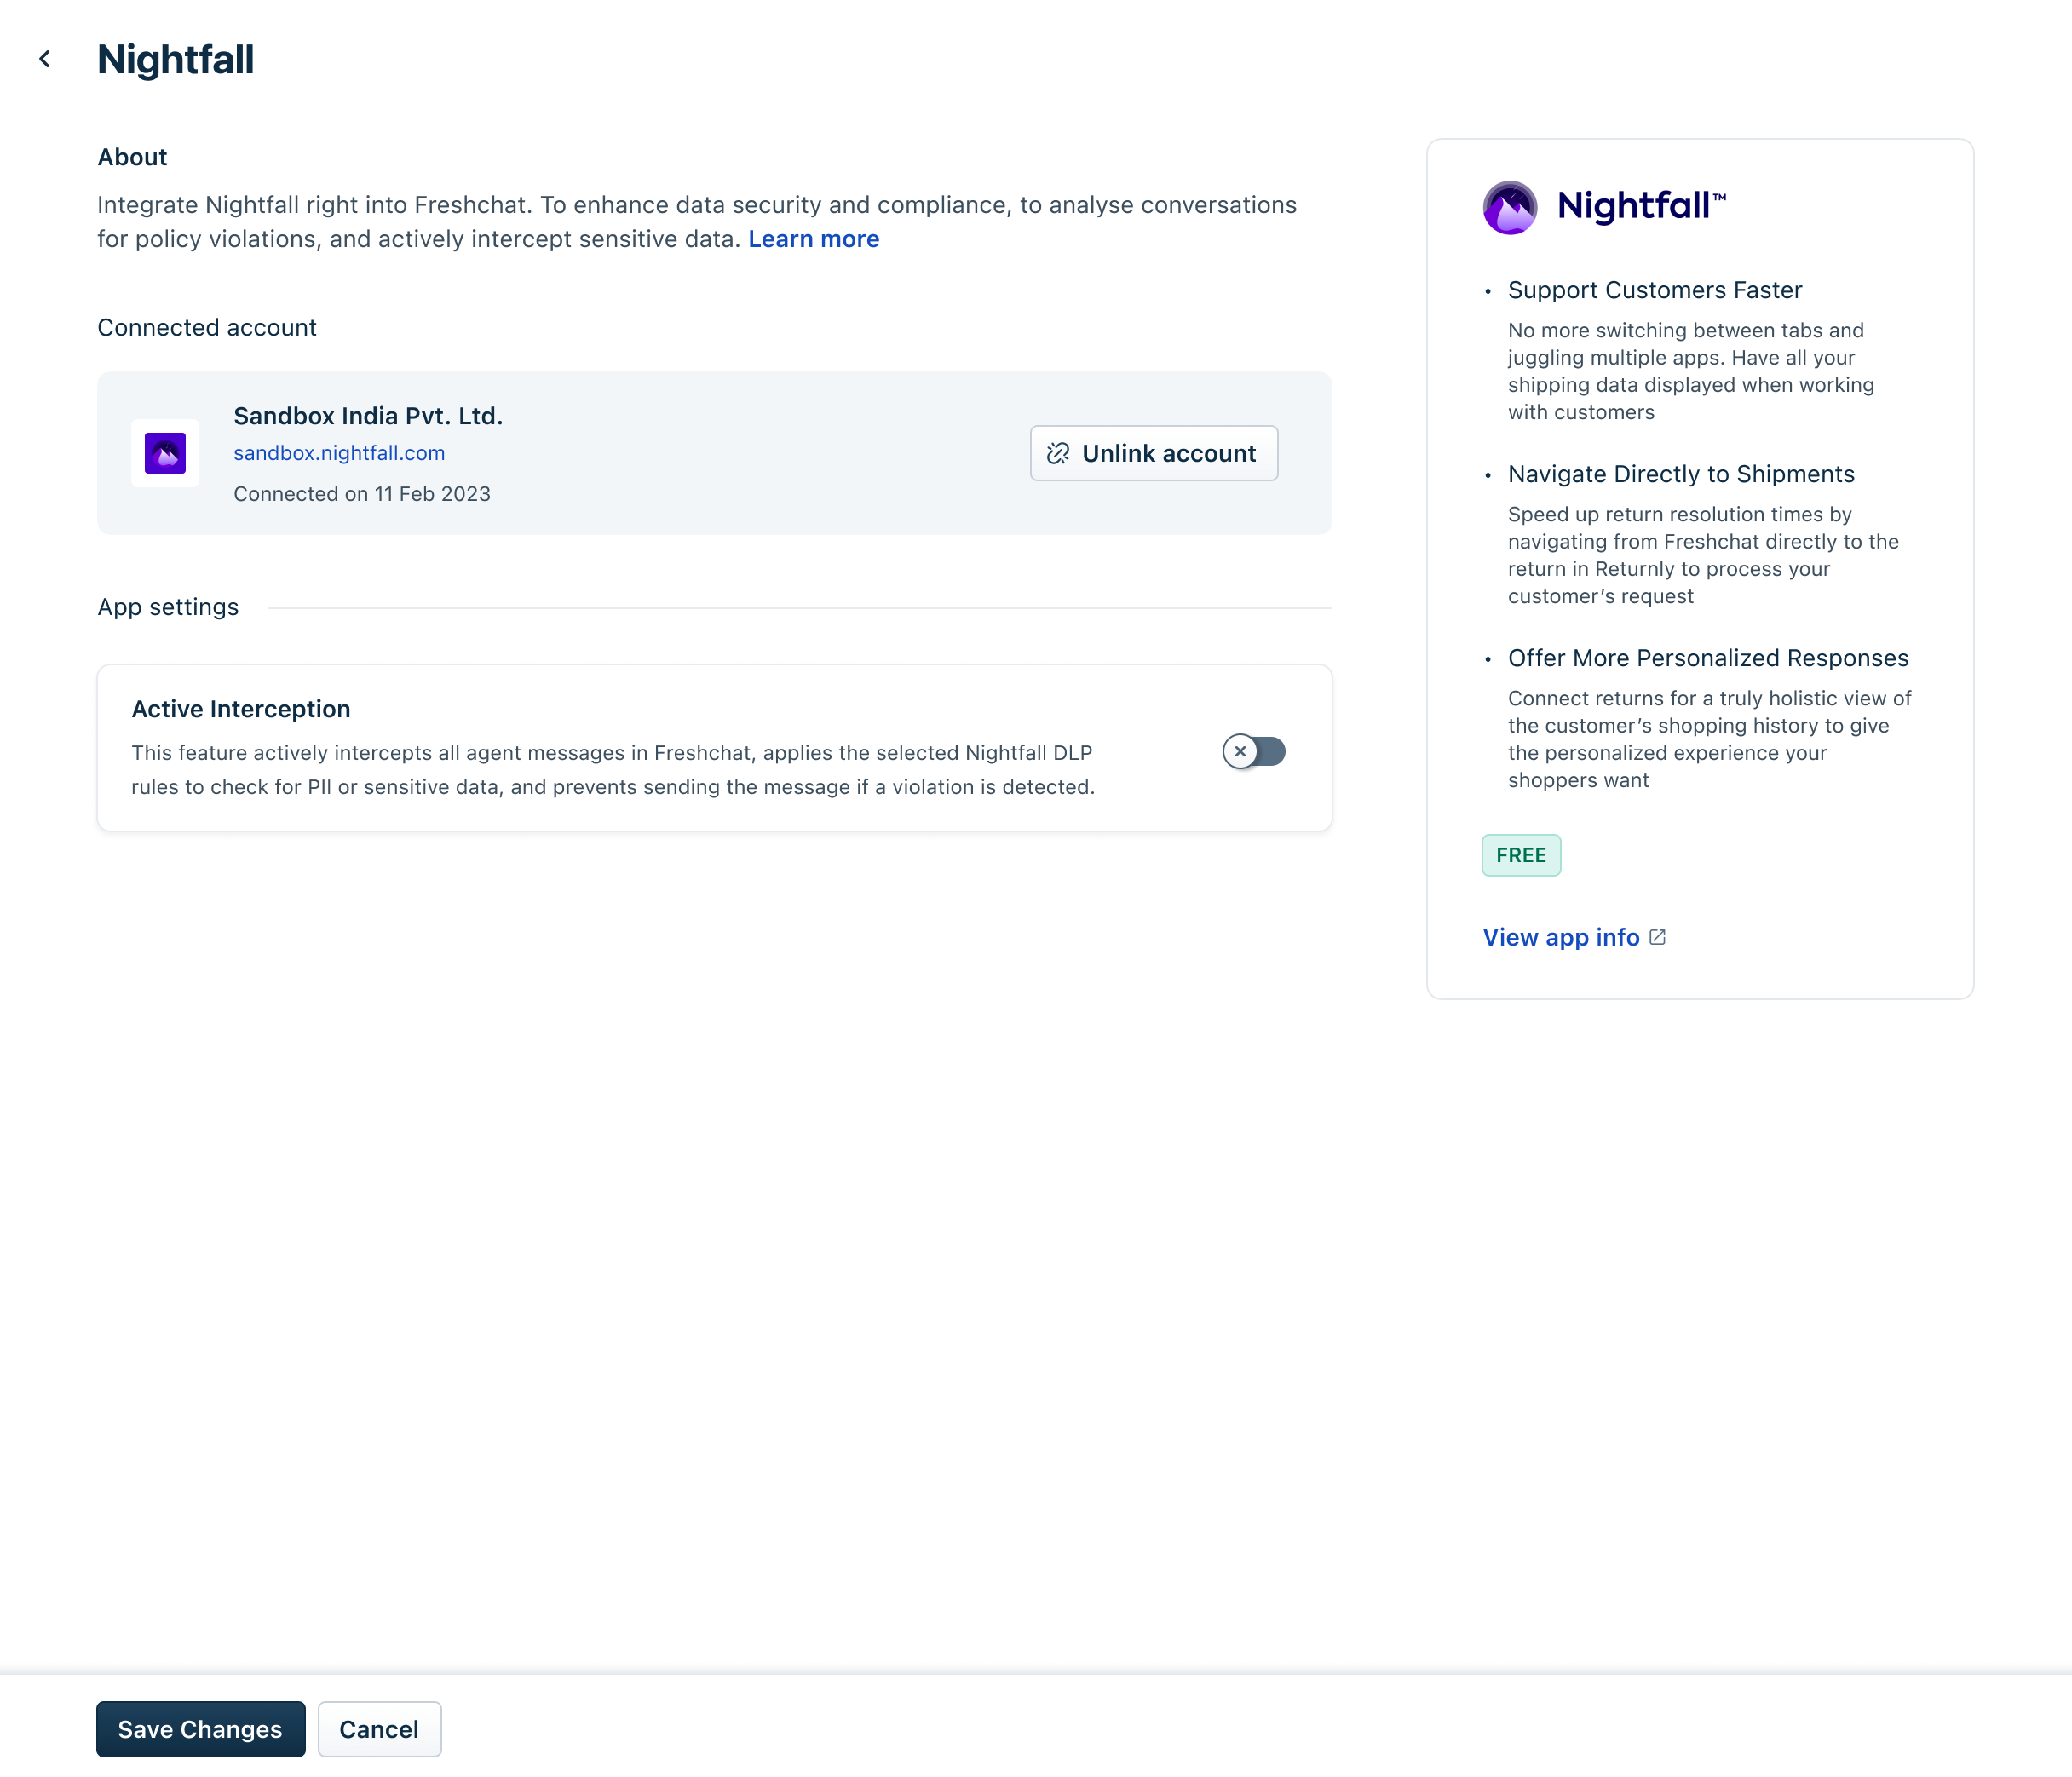 Nightfall
About
Integrate Nightfall right into Freshchat. To enhance data security and compliance, to analyse conversations
for policy violations, and actively intercept sensitive data. Learn more
Connected account
Sandbox India Pvt. Ltd.
sandbox.nightfall.com
Connected on 11 Feb 2023
Unlink account
App settings
Active Interception
This feature actively intercepts all agent messages in Freshchat, applies the selected Nightfall DLP
rules to check for PII or sensitive data, and prevents sending the message if a violation is detected.
Nightfall™
• Support Customers Faster
No more switching between tabs and
juggling multiple apps. Have all your
shipping data displayed when working
with customers
• Navigate Directly to Shipments
Speed up return resolution times by
navigating from Freshchat directly to the
return in Returnly to process your
customer’s request
• Offer More Personalized Responses
Connect returns for a truly holistic view of
the customer’s shopping history to give
the personalized experience your
shoppers want
FREE
View app info
Save Changes
Cancel